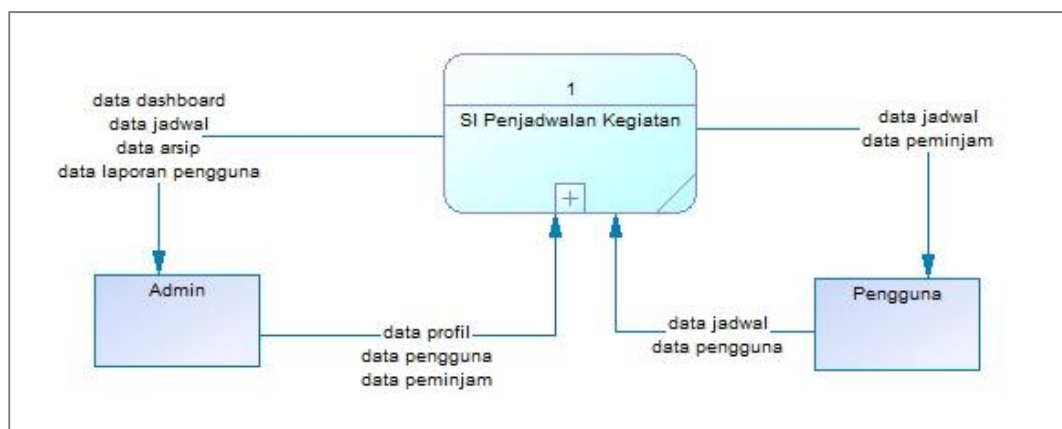 1
SI Penjadwalan Kegiatan
data dashboard
data jadwal
data arsip
data laporan pengguna
data jadwal
data peminjam
Admin
Pengguna
data profil
data pengguna
data peminjam
data jadwal
data pengguna